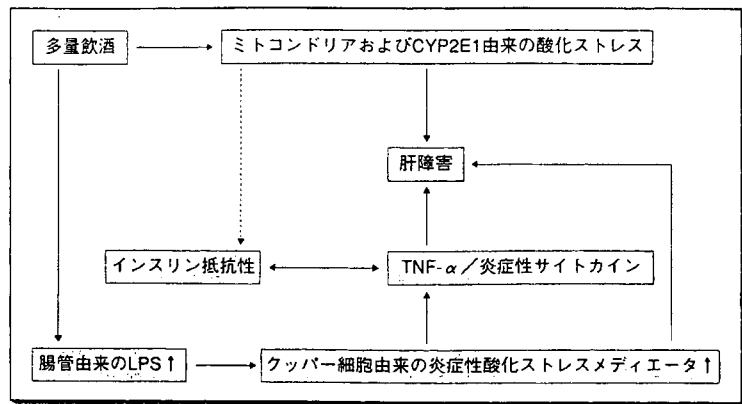 多量飲酒
ミトコンドリアおよびCYP2E1由来の酸化ストレス
肝障害
インスリン抵抗性
TNF-α／炎症性サイトカイン
腸管由来のLPS↑
クッパー細胞由来の炎症性酸化ストレスメディエータ↑